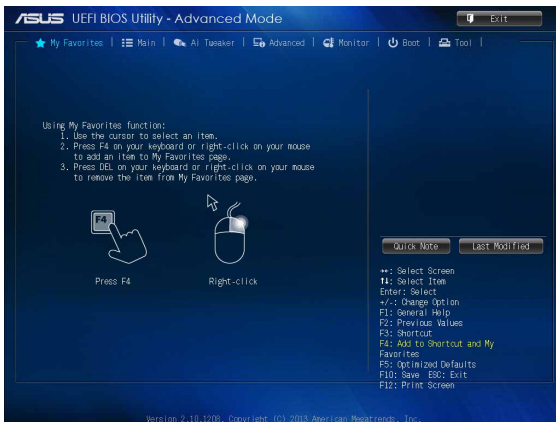 ASUS UEFI BIOS Utility - Advanced Mode
Exit
My Favorites | Main | Ai Tweaker | Advanced | Monitor | Boot | Tool |
Using My Favorites function:
1. Use the cursor to select an item.
2. Press F4 on your keyboard or right-click on your mouse
to add an item to My Favorites page.
3. Press DEL on your keyboard or right-click on your mouse
to remove the item from My Favorites page.
F4
Press F4
Right-click
Quick Note
Last Modified
→←: Select Screen
↑↓: Select Item
Enter: Select
+/-: Change Option
F1: General Help
F2: Previous Values
F3: Shortcut
F4: Add to Shortcut and My
Favorites
F5: Optimized Defaults
F10: Save ESC: Exit
F12: Print Screen
Version 2.10.1208. Copyright (C) 2013 American Megatrends, Inc.